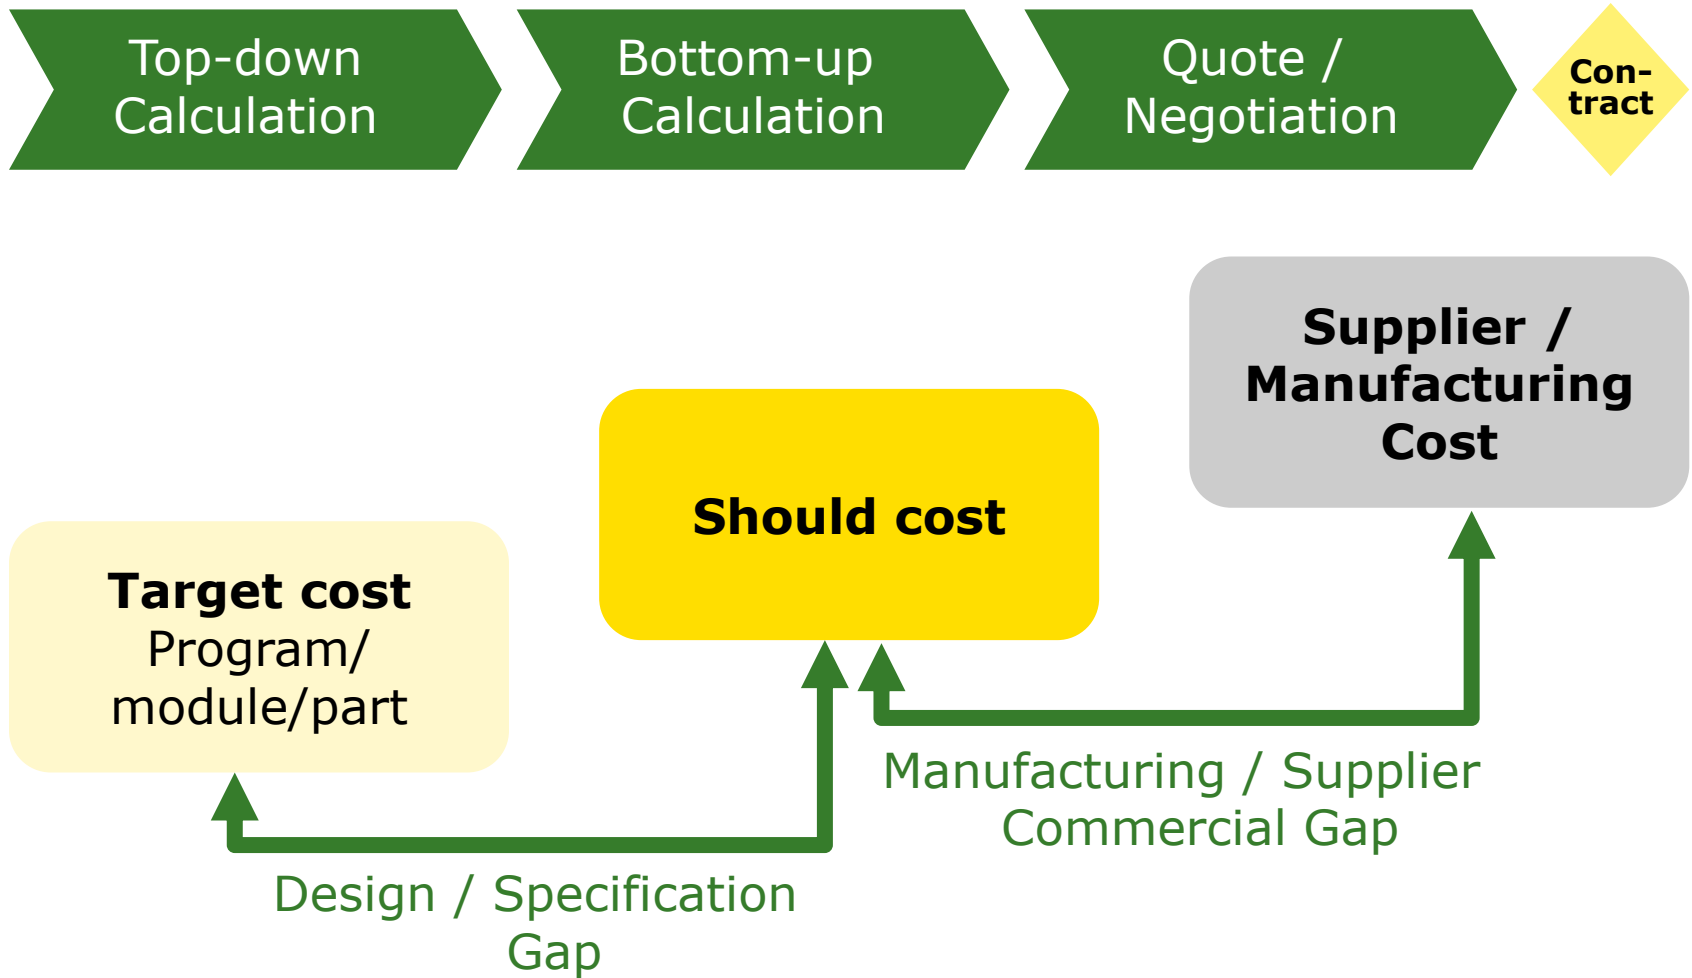 Top-down
Calculation
Bottom-up
Calculation
Quote /
Negotiation
Con-
tract
Supplier /
Manufacturing
Cost
Should cost
Target cost
Program/
module/part
Manufacturing / Supplier
Commercial Gap
Design / Specification
Gap